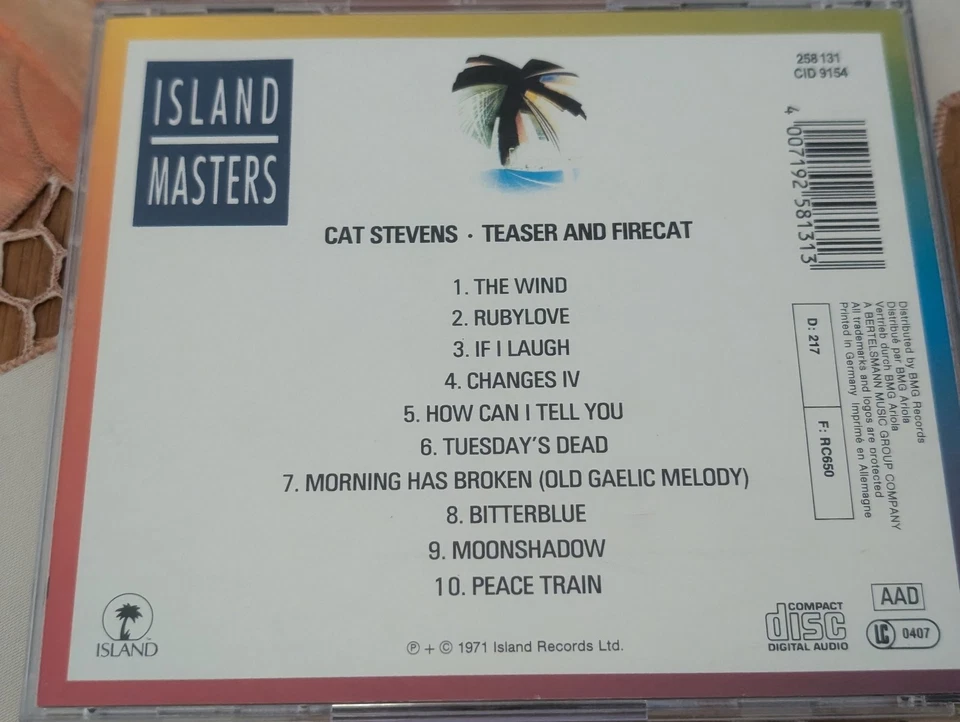 ISLAND
MASTERS
258 131
CID 9154
4 007192 581313
CAT STEVENS · TEASER AND FIRECAT
1. THE WIND
2. RUBYLOVE
3. IF I LAUGH
4. CHANGES IV
5. HOW CAN I TELL YOU
6. TUESDAY'S DEAD
7. MORNING HAS BROKEN (OLD GAELIC MELODY)
8. BITTERBLUE
9. MOONSHADOW
10. PEACE TRAIN
Distributed by BMG Records
Distribué par BMG Ariola
Vertrieb durch BMG Ariola
A BERTELSMANN MUSIC GROUP COMPANY
All trademarks and logos are protected
Printed in Germany Imprimé en Allemagne
D: 217
F: RC650
ISLAND
TM
℗ + © 1971 Island Records Ltd.
COMPACT
disc
DIGITAL AUDIO
AAD
LC 0407